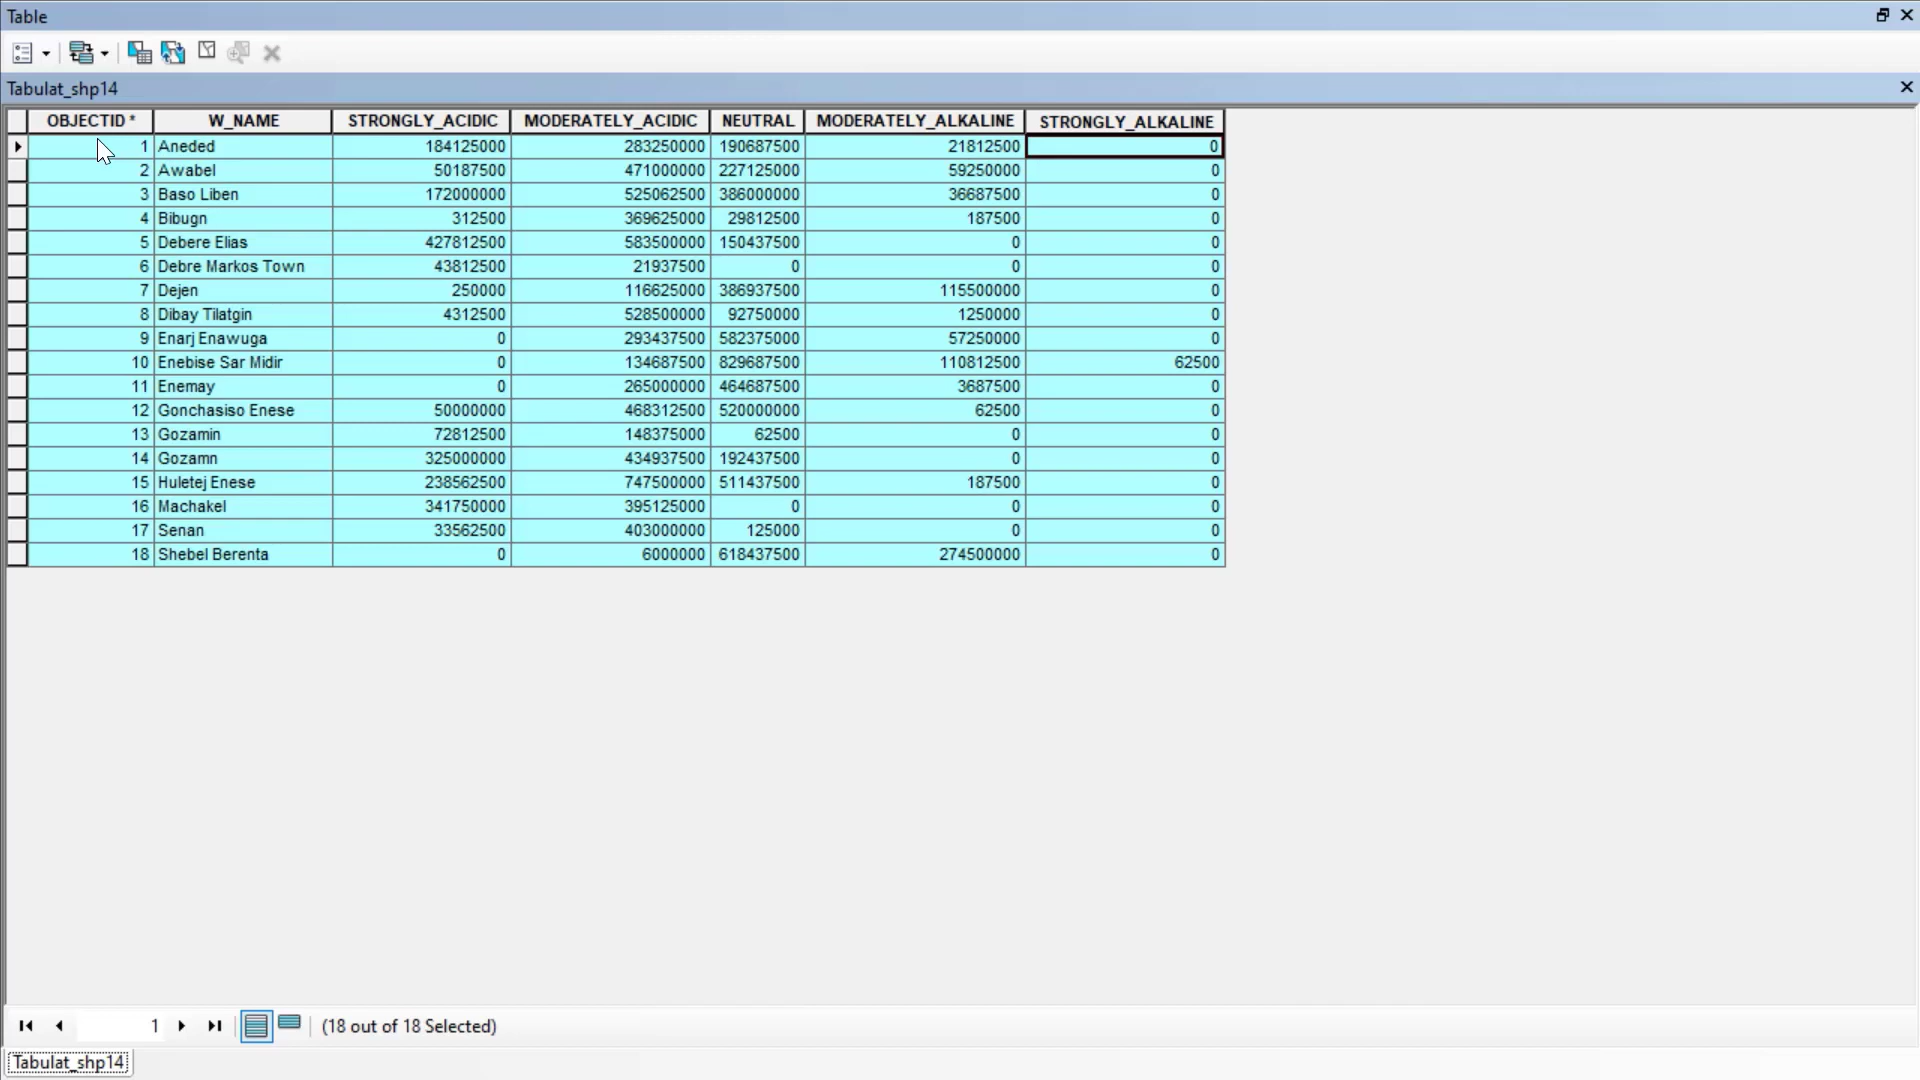 Table
Tabulat_shp14
OBJECTID * W_NAME STRONGLY_ACIDIC MODERATELY_ACIDIC NEUTRAL MODERATELY_ALKALINE STRONGLY_ALKALINE
1 Aneded 184125000 283250000 190687500 21812500 0
2 Awabel 50187500 471000000 227125000 59250000 0
3 Baso Liben 172000000 525062500 386000000 36687500 0
4 Bibugn 312500 369625000 29812500 187500 0
5 Debere Elias 427812500 583500000 150437500 0 0
6 Debre Markos Town 43812500 21937500 0 0 0
7 Dejen 250000 116625000 386937500 115500000 0
8 Dibay Tilatgin 4312500 528500000 92750000 1250000 0
9 Enarj Enawuga 0 293437500 582375000 57250000 0
10 Enebise Sar Midir 0 134687500 829687500 110812500 62500
11 Enemay 0 265000000 464687500 3687500 0
12 Gonchasiso Enese 50000000 468312500 520000000 62500 0
13 Gozamin 72812500 148375000 62500 0 0
14 Gozamn 325000000 434937500 192437500 0 0
15 Huletej Enese 238562500 747500000 511437500 187500 0
16 Machakel 341750000 395125000 0 0 0
17 Senan 33562500 403000000 125000 0 0
18 Shebel Berenta 0 6000000 618437500 274500000 0
1 (18 out of 18 Selected)
Tabulat_shp14